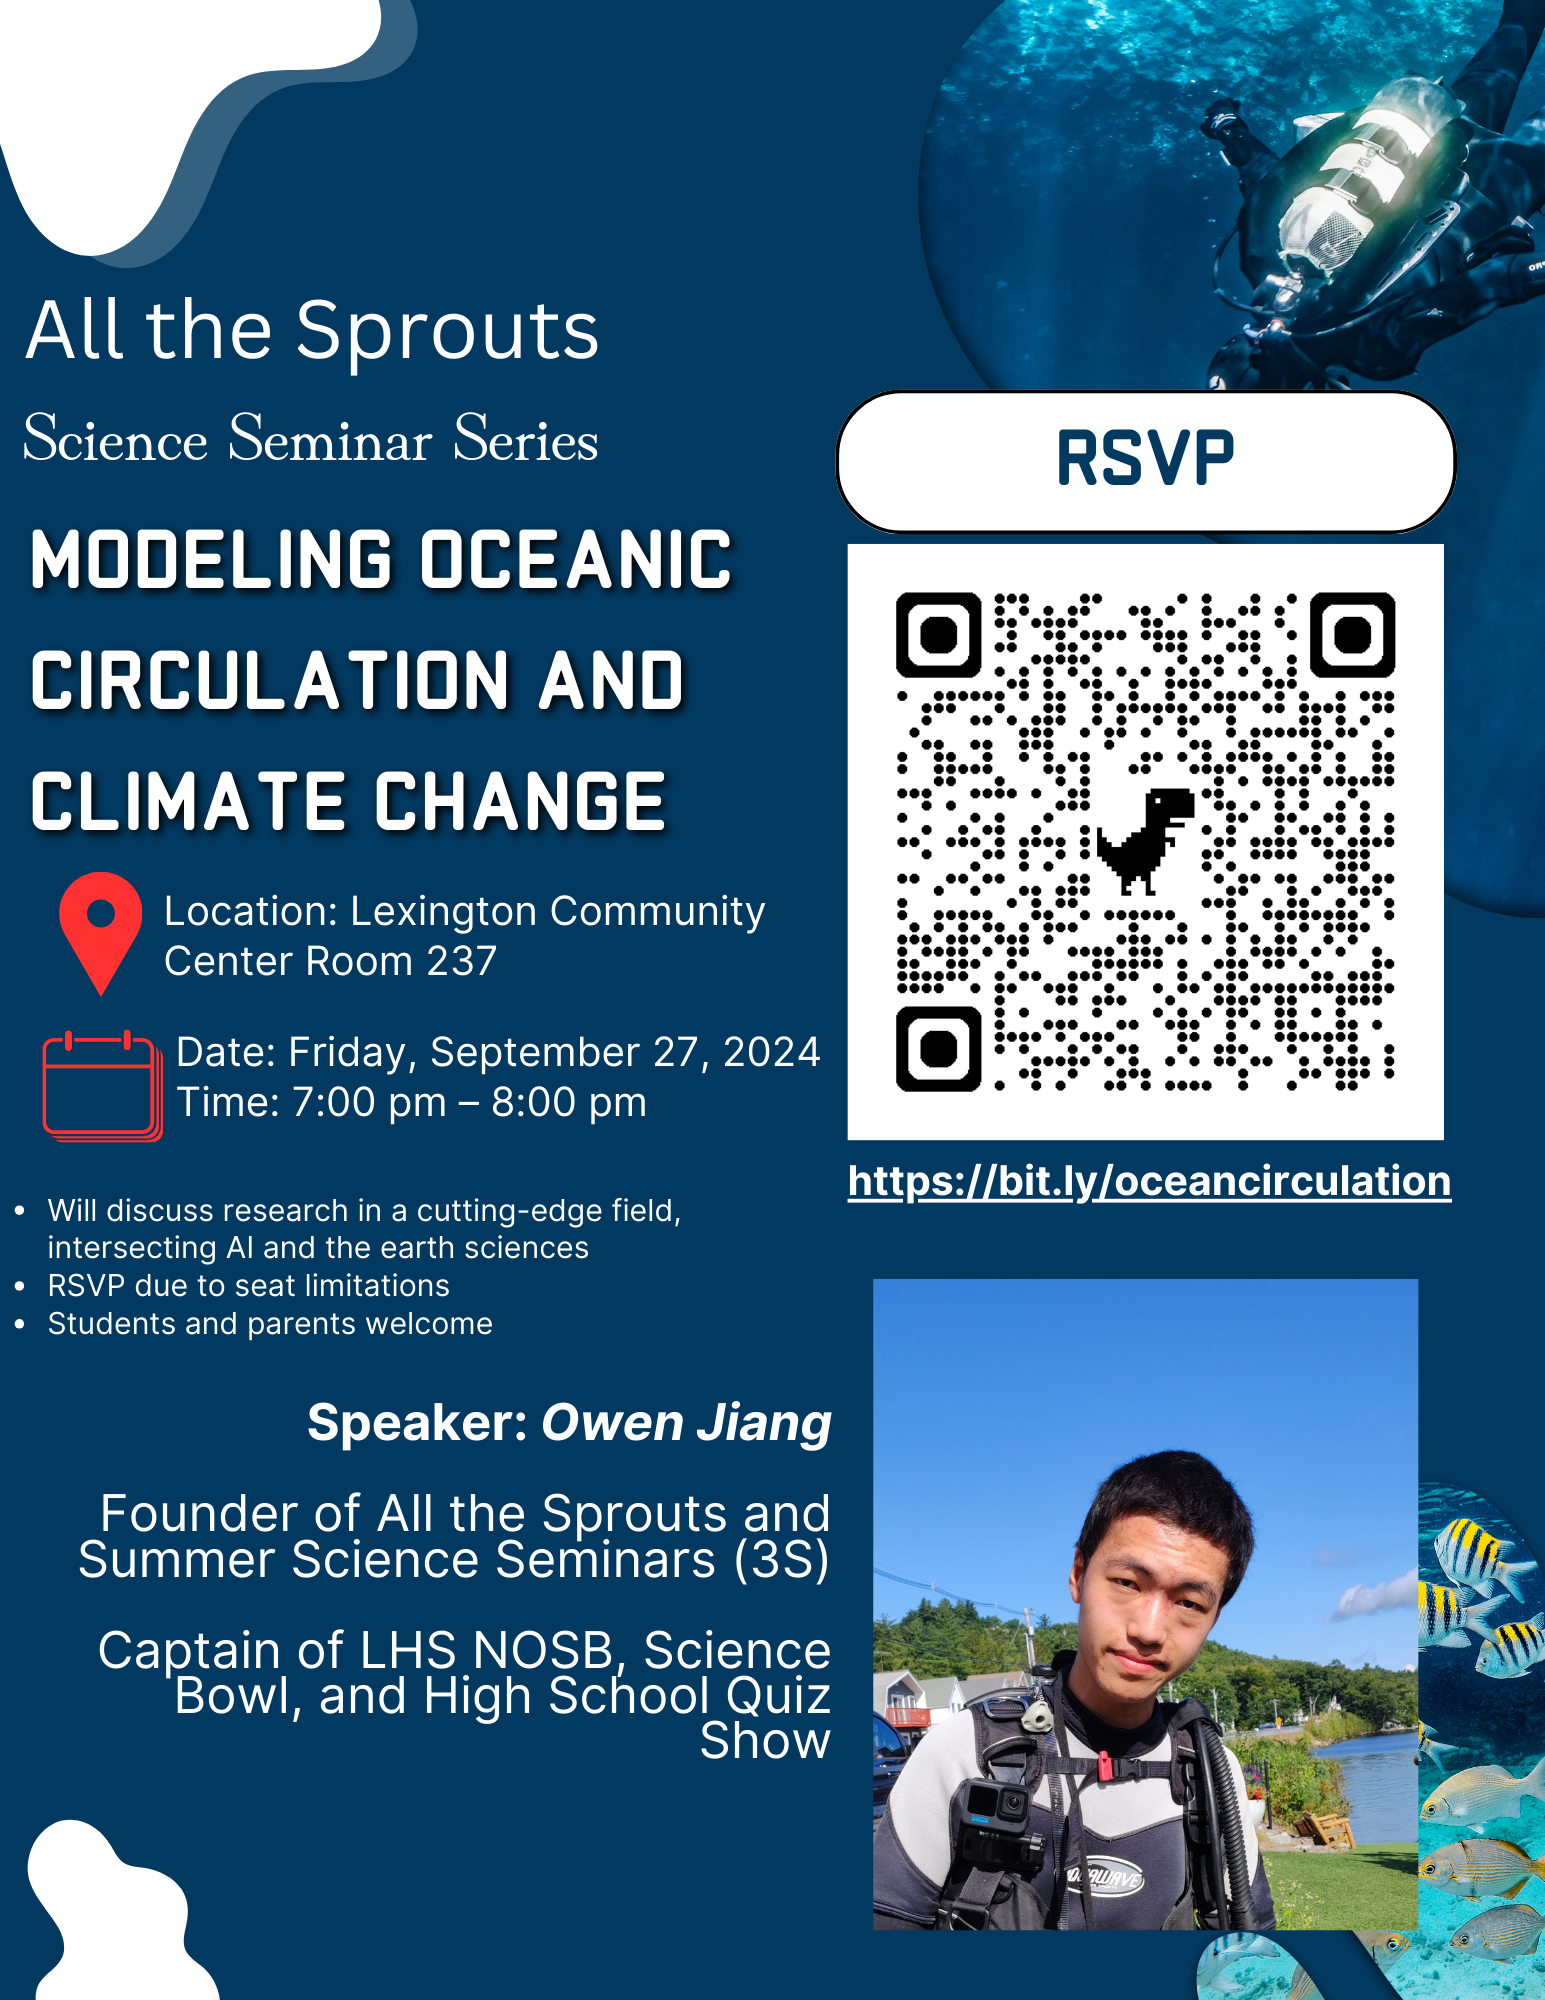 All the Sprouts
Science Seminar Series
MODELING OCEANIC
CIRCULATION AND
CLIMATE CHANGE
Location: Lexington Community
Center Room 237
Date: Friday, September 27, 2024
Time: 7:00 pm – 8:00 pm
• Will discuss research in a cutting-edge field,
intersecting AI and the earth sciences
• RSVP due to seat limitations
• Students and parents welcome
RSVP
https://bit.ly/oceancirculation
Speaker: Owen Jiang
Founder of All the Sprouts and
Summer Science Seminars (3S)
Captain of LHS NOSB, Science
Bowl, and High School Quiz
Show